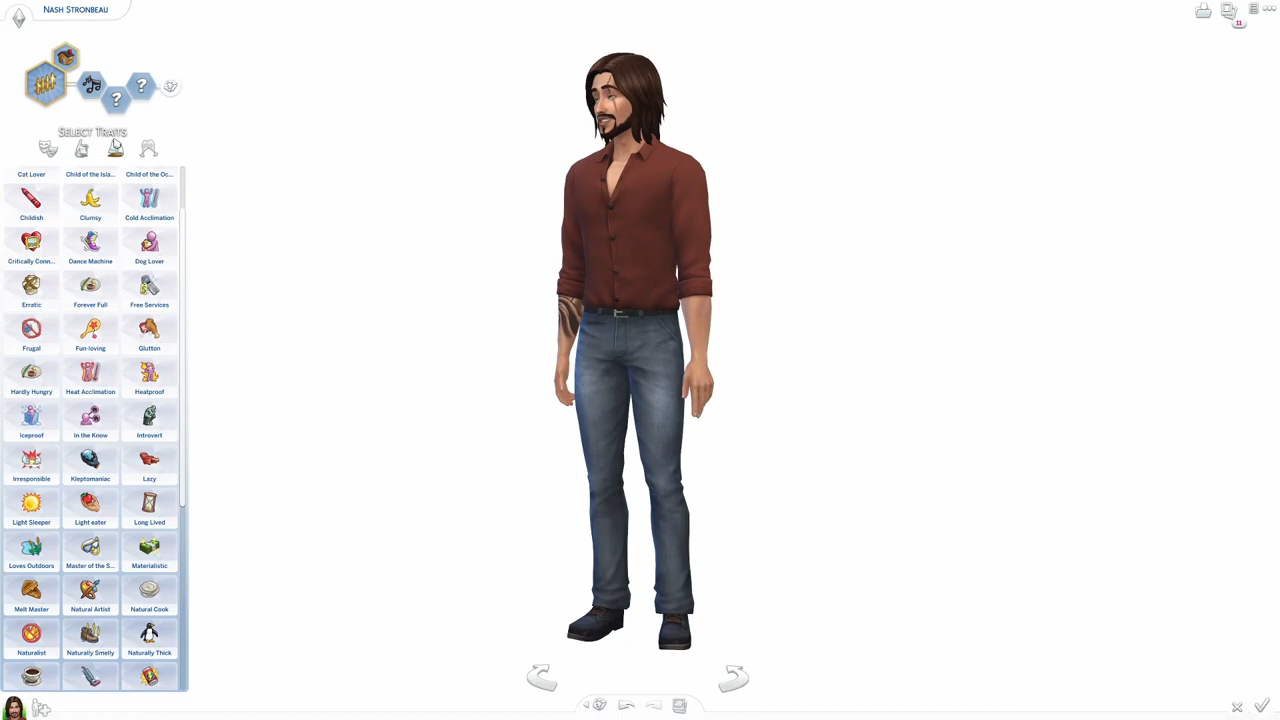 Nash Stronbeau
11
?
?
Select Traits
Cat Lover Child of the Isla... Child of the Oc...
Childish Clumsy Cold Acclimation
Critically Conn... Dance Machine Dog Lover
Erratic Forever Full Free Services
Frugal Fun-loving Glutton
Hardly Hungry Heat Acclimation Heatproof
Iceproof In the Know Introvert
Irresponsible Kleptomaniac Lazy
Light Sleeper Light eater Long Lived
Loves Outdoors Master of the S... Materialistic
Melt Master Natural Artist Natural Cook
Naturalist Naturally Smelly Naturally Thick